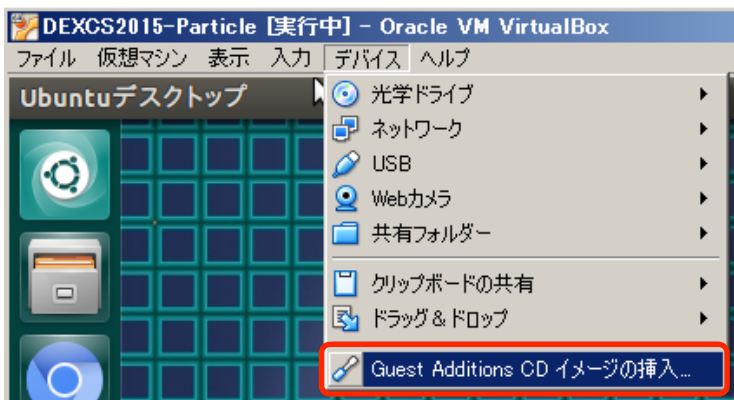 DEXCS2015-Particle [実行中] - Oracle VM VirtualBox
ファイル 仮想マシン 表示 入力 デバイス ヘルプ
Ubuntuデスクトップ
光学ドライブ
ネットワーク
USB
Webカメラ
共有フォルダー
クリップボードの共有
ドラッグ＆ドロップ
Guest Additions CD イメージの挿入...